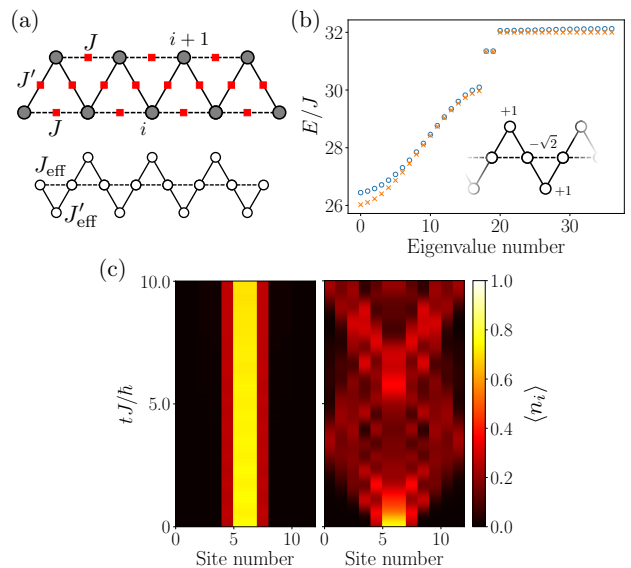 (a)
J
i + 1
J′
J
i
J_eff
J′_eff
(b)
E/J
32
30
28
26
0
10
20
30
Eigenvalue number
+1
−√2
+1
(c)
tJ/ħ
10.0
5.0
0
0
5
10
Site number
0
5
10
Site number
1.0
0.8
0.6
0.4
0.2
0.0
⟨n_i⟩